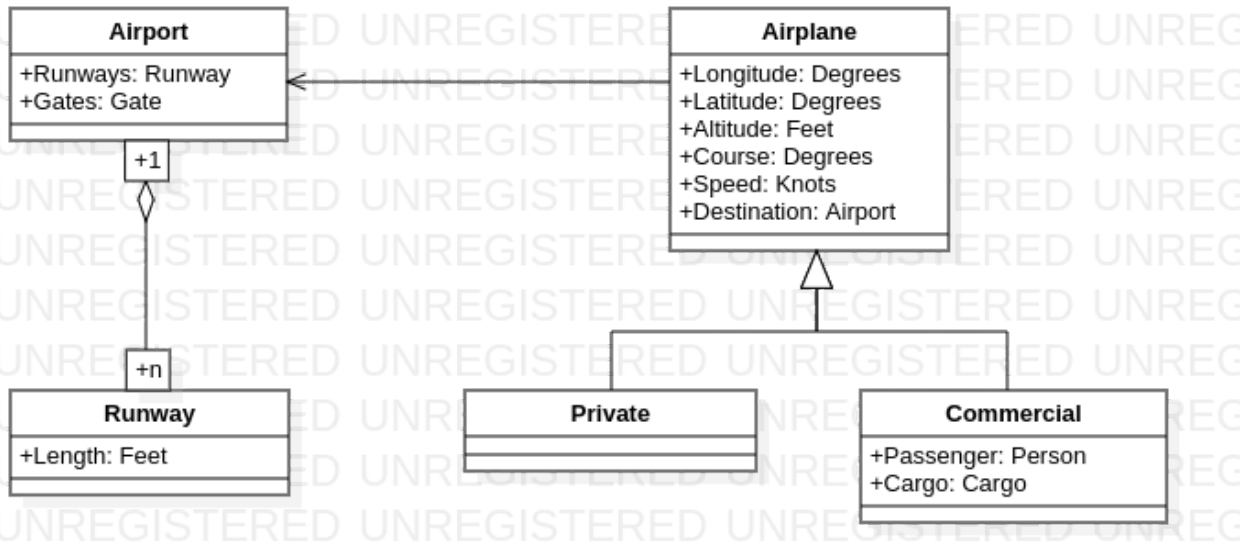 Airport
+Runways: Runway
+Gates: Gate
Airplane
+Longitude: Degrees
+Latitude: Degrees
+Altitude: Feet
+Course: Degrees
+Speed: Knots
+Destination: Airport
+1
+n
Runway
+Length: Feet
Private
Commercial
+Passenger: Person
+Cargo: Cargo
UNREGISTERED